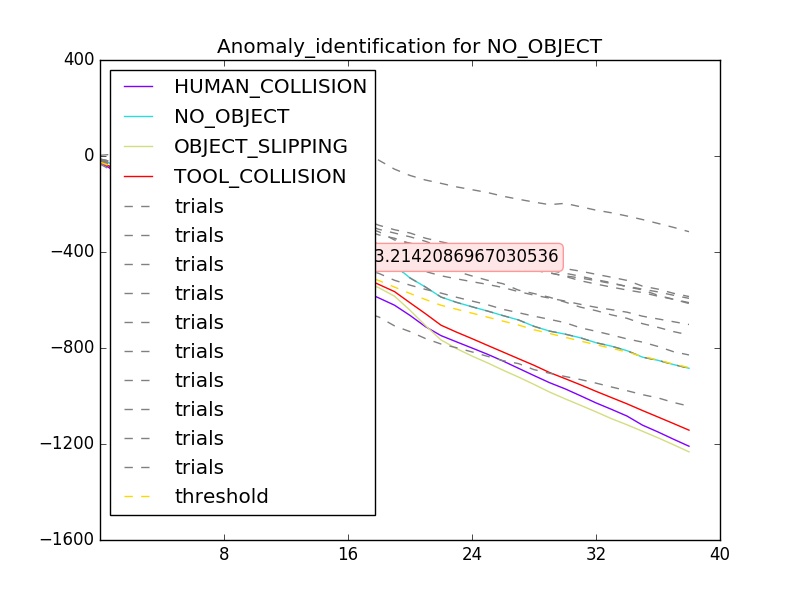 Anomaly_identification for NO_OBJECT
400
0
−400
−800
−1200
−1600
HUMAN_COLLISION
NO_OBJECT
OBJECT_SLIPPING
TOOL_COLLISION
trials
trials
trials
trials
trials
trials
trials
trials
trials
trials
threshold
3.2142086967030536
8
16
24
32
40